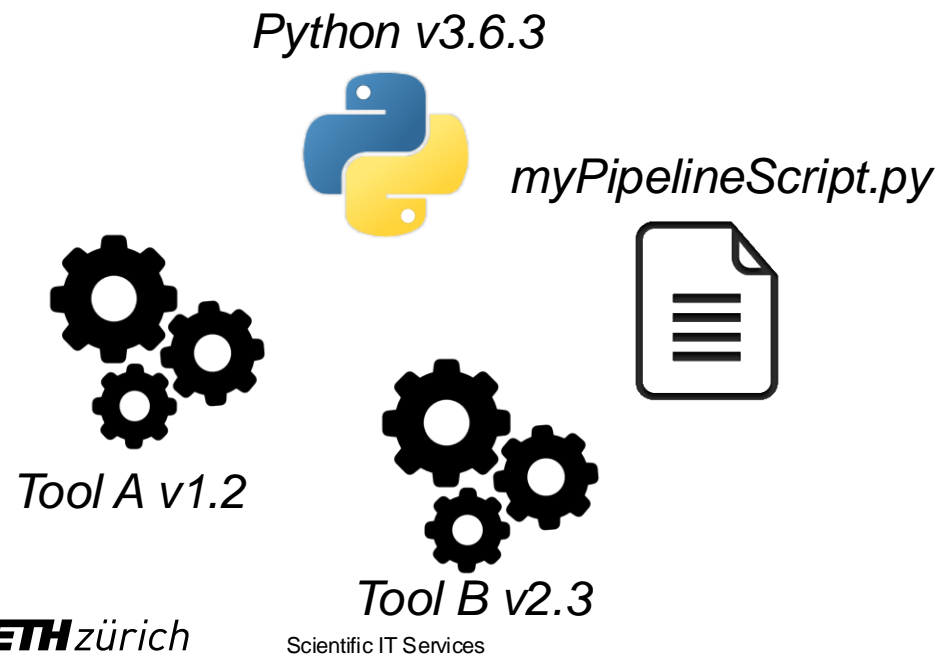 Python v3.6.3
myPipelineScript.py
Tool A v1.2
Tool B v2.3
ETH zürich
Scientific IT Services